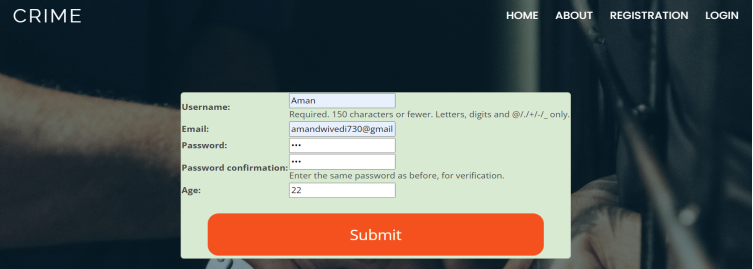 CRIME
HOME ABOUT REGISTRATION LOGIN
Username: Aman
Required. 150 characters or fewer. Letters, digits and @/./+/-/_ only.
Email: amandwivedi730@gmail
Password: •••
Password confirmation: •••
Enter the same password as before, for verification.
Age: 22
Submit